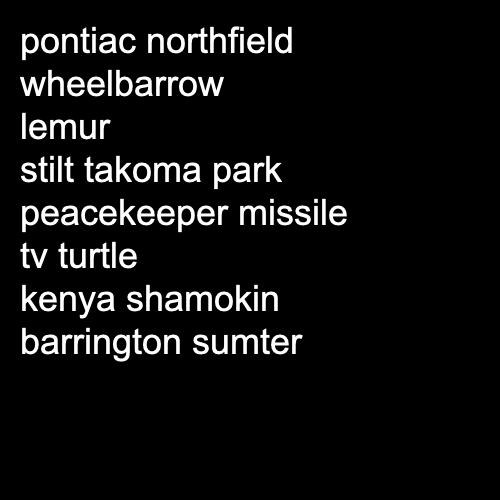 pontiac northfield
wheelbarrow
lemur
stilt takoma park
peacekeeper missile
tv turtle
kenya shamokin
barrington sumter